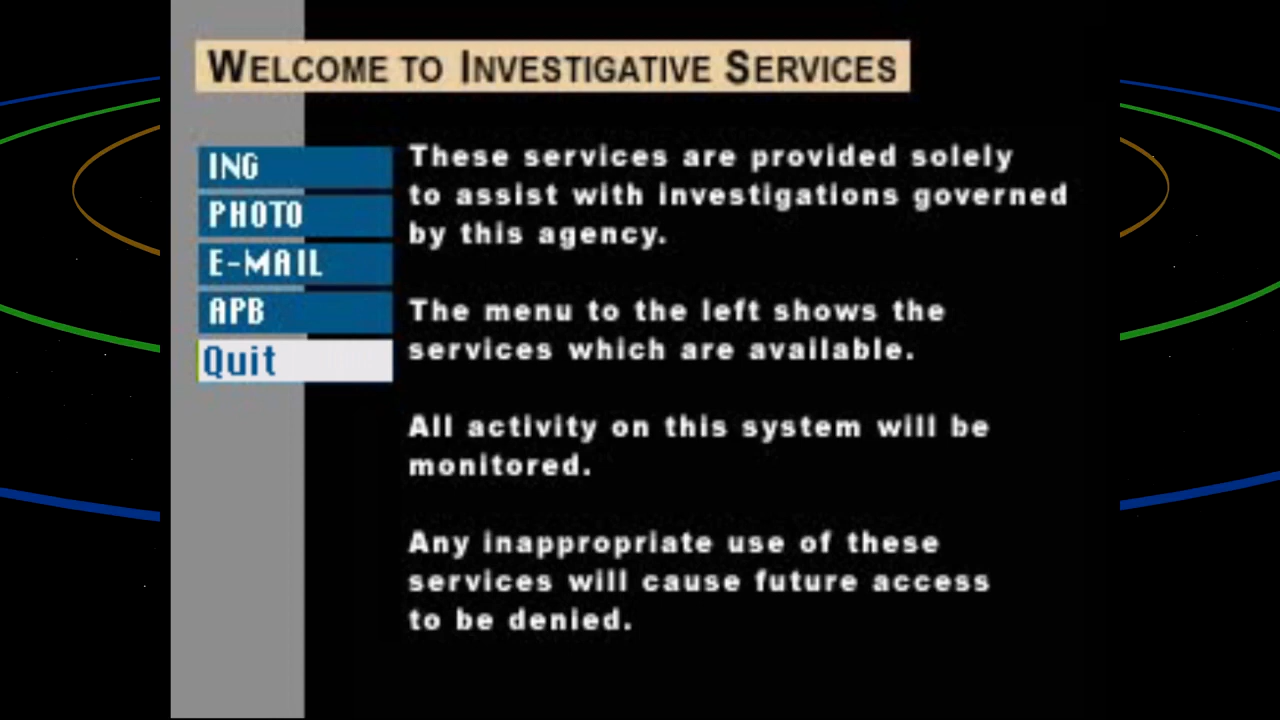 WELCOME TO INVESTIGATIVE SERVICES
ING
PHOTO
E-MAIL
APB
Quit
These services are provided solely
to assist with investigations governed
by this agency.
The menu to the left shows the
services which are available.
All activity on this system will be
monitored.
Any inappropriate use of these
services will cause future access
to be denied.